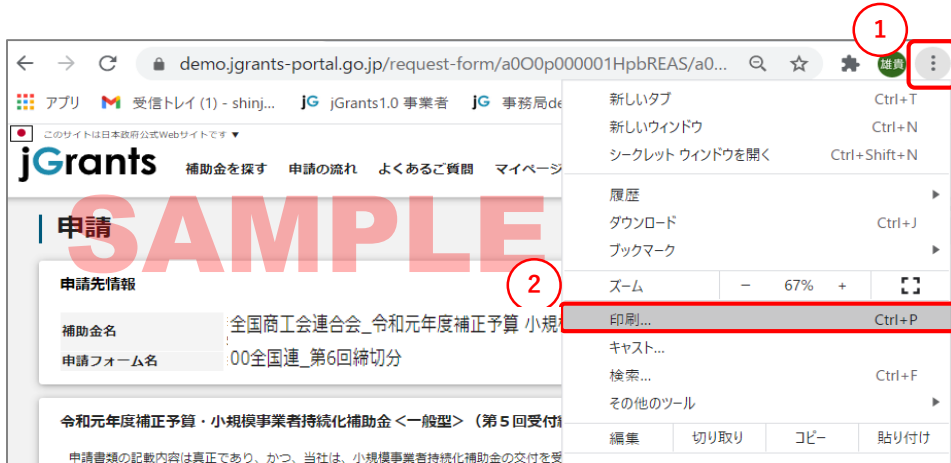 1
demo.jgrants-portal.go.jp/request-form/a0O0p000001HpbREAS/a0...
雄貴
アプリ 受信トレイ (1) - shinj... jG jGrants1.0 事業者 jG 事務局de
このサイトは日本政府公式Webサイトです ▼
jGrants 補助金を探す 申請の流れ よくあるご質問 マイページ
申請
SAMPLE
申請先情報
補助金名 全国商工会連合会_令和元年度補正予算 小規
申請フォーム名 00全国連_第6回締切分
令和元年度補正予算・小規模事業者持続化補助金＜一般型＞（第５回受付
申請書類の記載内容は真正であり、かつ、当社は、小規模事業者持続化補助金の交付を受
新しいタブ Ctrl+T
新しいウィンドウ Ctrl+N
シークレット ウィンドウを開く Ctrl+Shift+N
履歴
ダウンロード Ctrl+J
ブックマーク
2
ズーム − 67% +
印刷... Ctrl+P
キャスト...
検索... Ctrl+F
その他のツール
編集 切り取り コピー 貼り付け